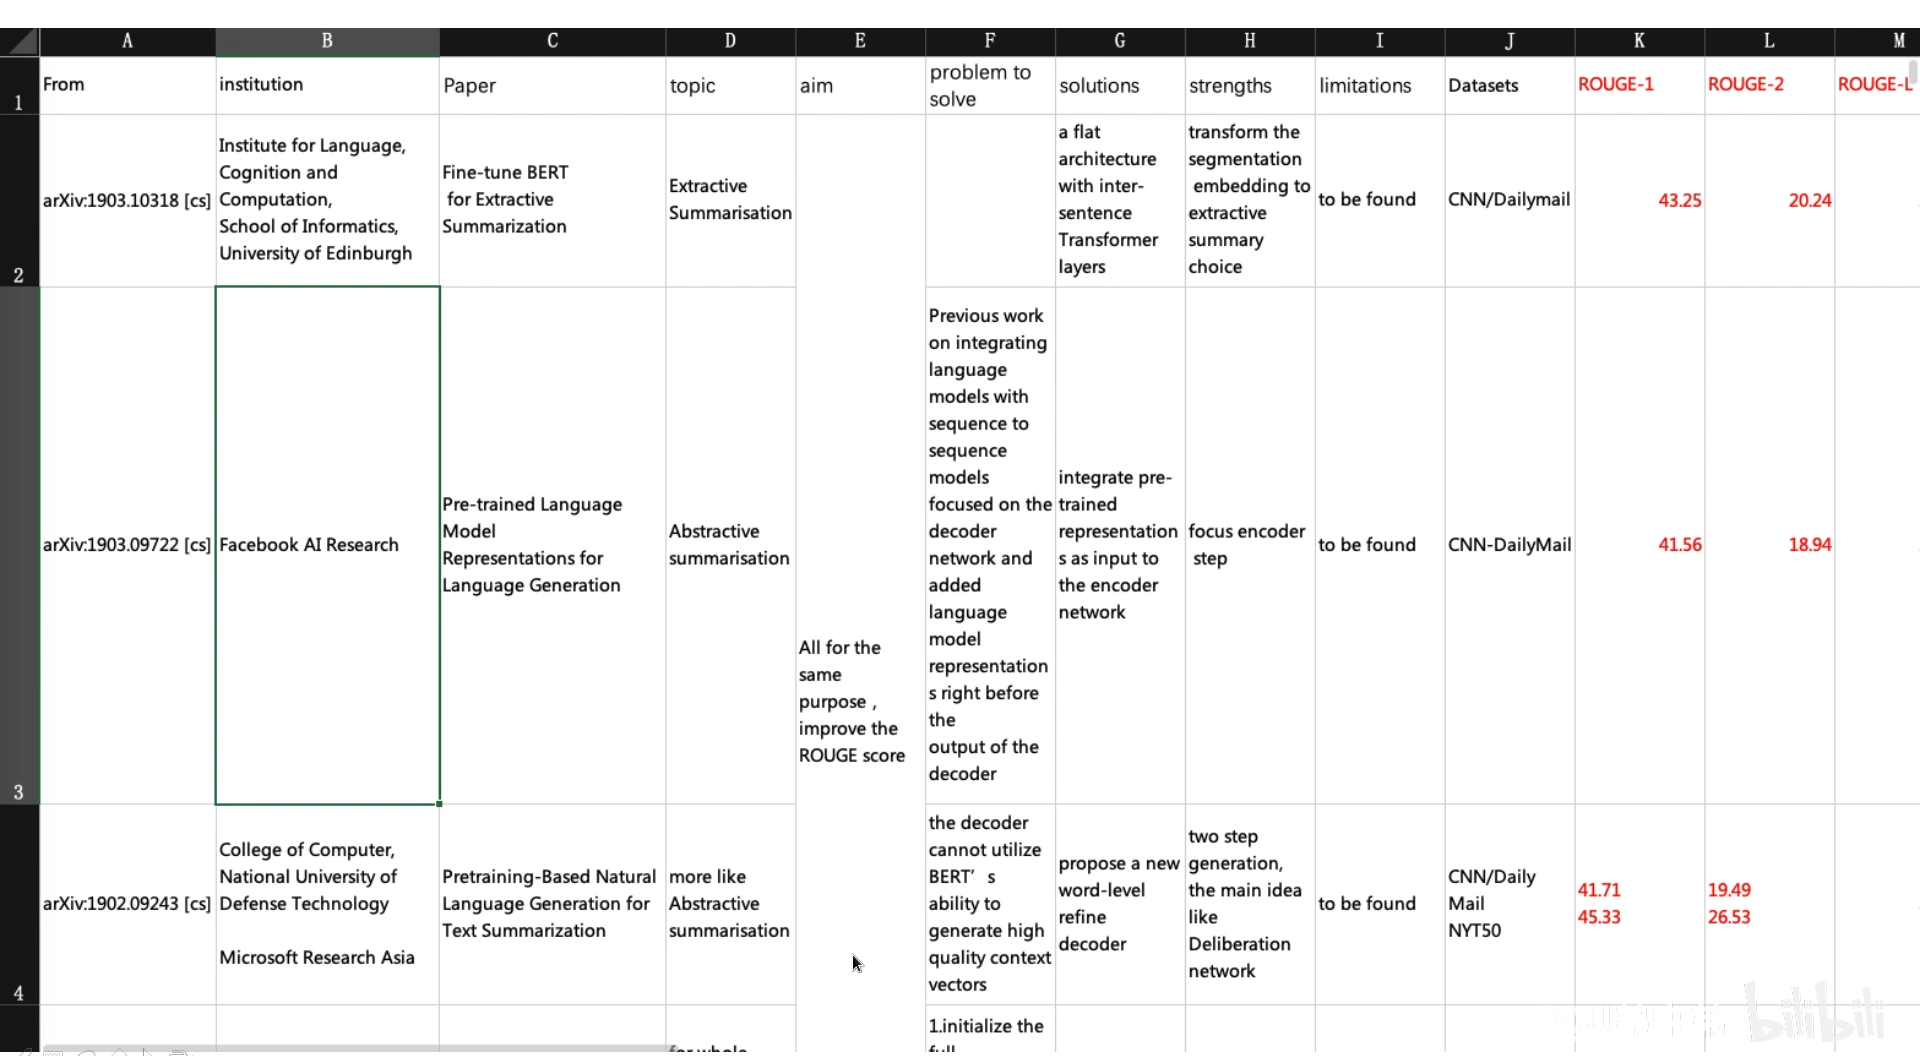 A B C D E F G H I J K L M
1
From
institution
Paper
topic
aim
problem to
solve
solutions
strengths
limitations
Datasets
ROUGE-1
ROUGE-2
ROUGE-L
2
arXiv:1903.10318 [cs]
Institute for Language,
Cognition and
Computation,
School of Informatics,
University of Edinburgh
Fine-tune BERT
for Extractive
Summarization
Extractive
Summarisation
a flat
architecture
with inter-
sentence
Transformer
layers
transform the
segmentation
embedding to
extractive
summary
choice
to be found
CNN/Dailymail
43.25
20.24
3
arXiv:1903.09722 [cs]
Facebook AI Research
Pre-trained Language
Model
Representations for
Language Generation
Abstractive
summarisation
All for the
same
purpose ,
improve the
ROUGE score
Previous work
on integrating
language
models with
sequence to
sequence
models
focused on the
decoder
network and
added
language
model
representation
s right before
the
output of the
decoder
integrate pre-
trained
representation
s as input to
the encoder
network
focus encoder
step
to be found
CNN-DailyMail
41.56
18.94
4
arXiv:1902.09243 [cs]
College of Computer,
National University of
Defense Technology
Microsoft Research Asia
Pretraining-Based Natural
Language Generation for
Text Summarization
more like
Abstractive
summarisation
the decoder
cannot utilize
BERT’ s
ability to
generate high
quality context
vectors
propose a new
word-level
refine
decoder
two step
generation,
the main idea
like
Deliberation
network
to be found
CNN/Daily
Mail
NYT50
41.71
45.33
19.49
26.53
for whole
1.initialize the
full
bilibili